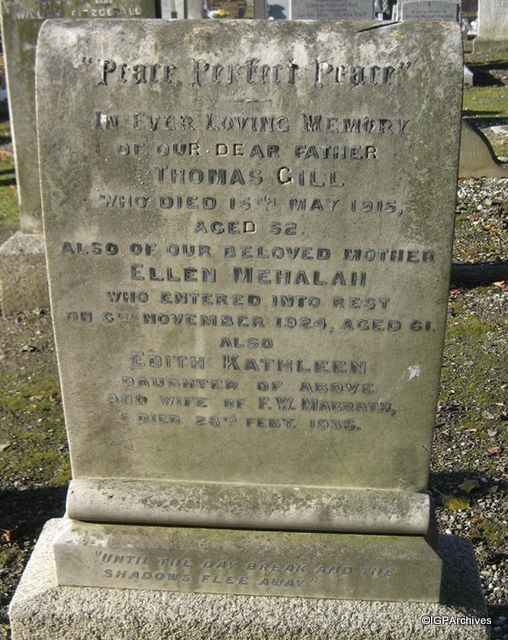 WILLIAM FITZGERALD
"Peace, Perfect Peace"
IN EVER LOVING MEMORY
OF OUR DEAR FATHER
THOMAS GILL
WHO DIED 15TH MAY 1915,
AGED 52.
ALSO OF OUR BELOVED MOTHER
ELLEN MEHALAH
WHO ENTERED INTO REST
ON 6TH NOVEMBER 1924, AGED 61.
ALSO
EDITH KATHLEEN
DAUGHTER OF ABOVE
AND WIFE OF F. W. MAGRATH,
DIED 28TH FEBY. 1935.
"UNTIL THE DAY BREAK AND THE
SHADOWS FLEE AWAY"
©IGPArchives